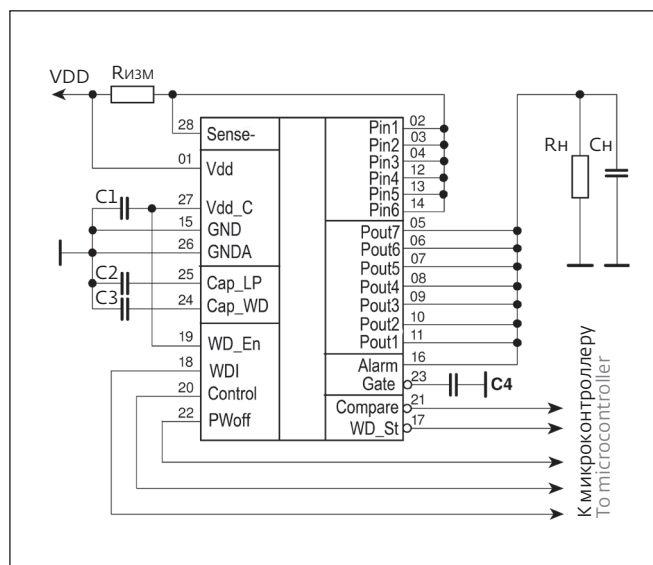 VDD
Rизм
28
Sense-
01
Vdd
C1
27
Vdd_C
15
GND
26
GNDA
C2
25
Cap_LP
C3
24
Cap_WD
19
WD_En
18
WDI
20
Control
22
PWoff
Pin1
02
Pin2
03
Pin3
04
Pin4
12
Pin5
13
Pin6
14
Pout7
05
Pout6
06
Pout5
07
Pout4
08
Pout3
09
Pout2
10
Pout1
11
Alarm
16
Gate
23
C4
Compare
21
WD_St
17
Rн
Cн
К микроконтроллеру
To microcontroller